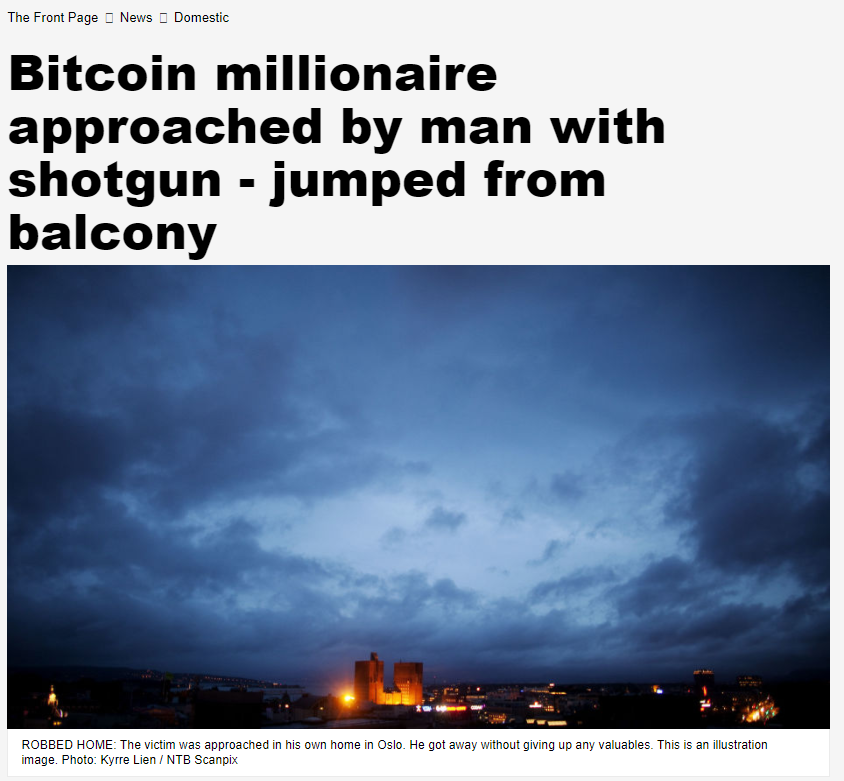 The Front Page News Domestic
Bitcoin millionaire
approached by man with
shotgun - jumped from
balcony
ROBBED HOME: The victim was approached in his own home in Oslo. He got away without giving up any valuables. This is an illustration
image. Photo: Kyrre Lien / NTB Scanpix